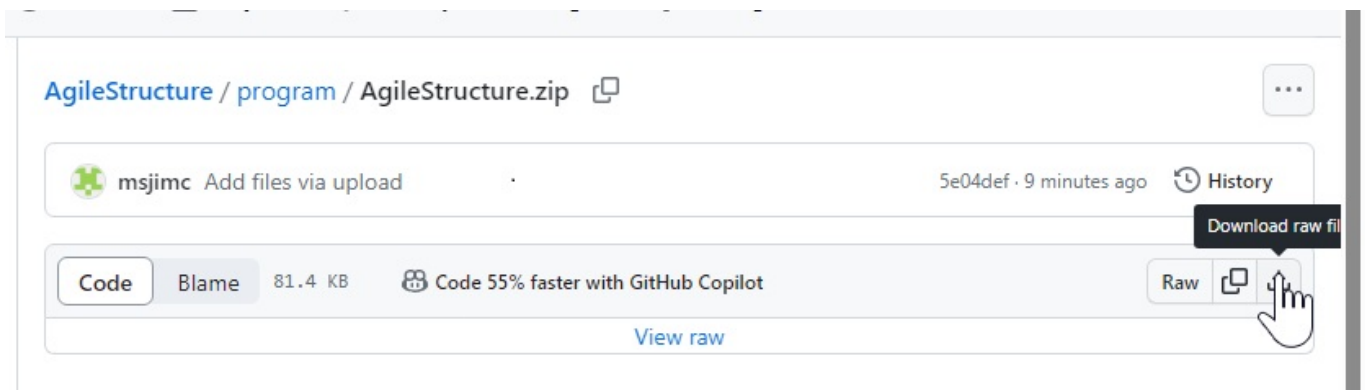 AgileStructure / program / AgileStructure.zip
msjimc Add files via upload 5e04def · 9 minutes ago History
Download raw fil
Code Blame 81.4 KB Code 55% faster with GitHub Copilot Raw
View raw